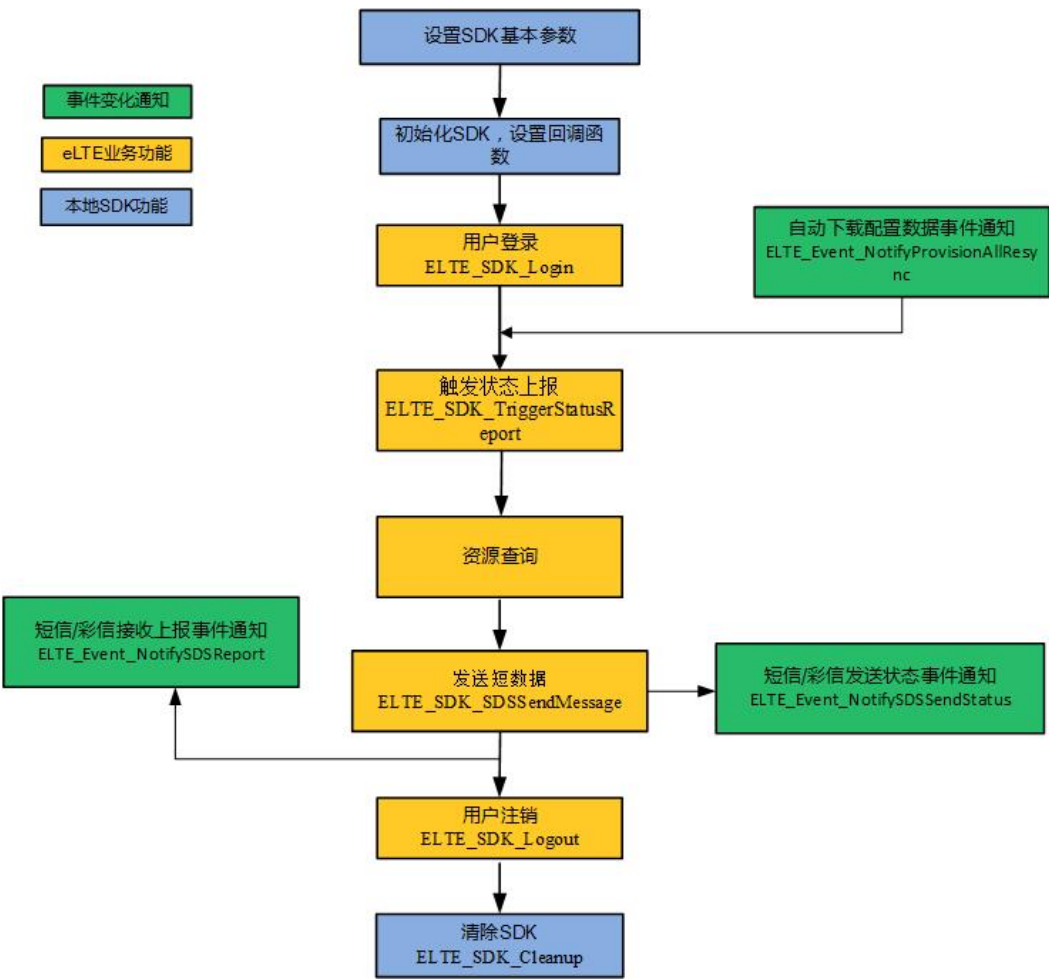 设置SDK基本参数
事件变化通知
eLTE业务功能
本地SDK功能
初始化SDK，设置回调函
数
用户登录
ELTE_SDK_Login
自动下载配置数据事件通知
ELTE_Event_NotifyProvisionAllResy
nc
触发状态上报
ELTE_SDK_TriggerStatusR
eport
资源查询
短信/彩信接收上报事件通知
ELTE_Event_NotifySDSReport
发送短数据
ELTE_SDK_SDSSendMessage
短信/彩信发送状态事件通知
ELTE_Event_NotifySDSSendStatus
用户注销
ELTE_SDK_Logout
清除SDK
ELTE_SDK_Cleanup